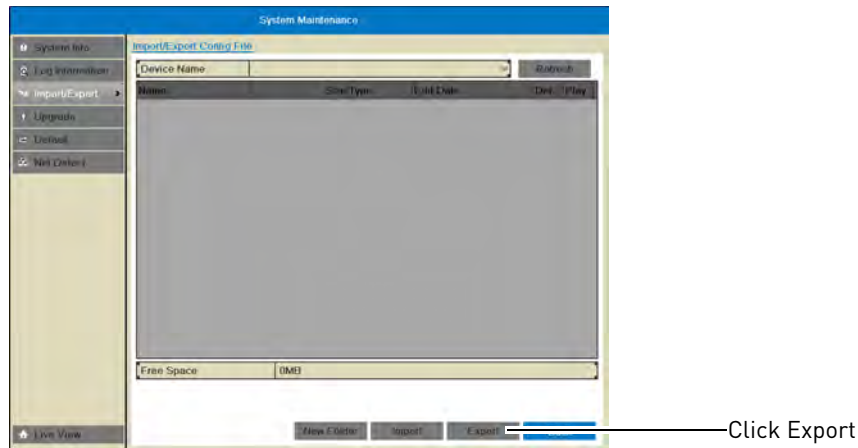 System Maintenance
System Info
Log Information
Import/Export
Upgrade
Default
Net Detect
Live View
Import/Export Config File
Device Name
Refresh
Name Size Type Edit Date Del. Play
Free Space 0MB
New Folder Import Export
Click Export